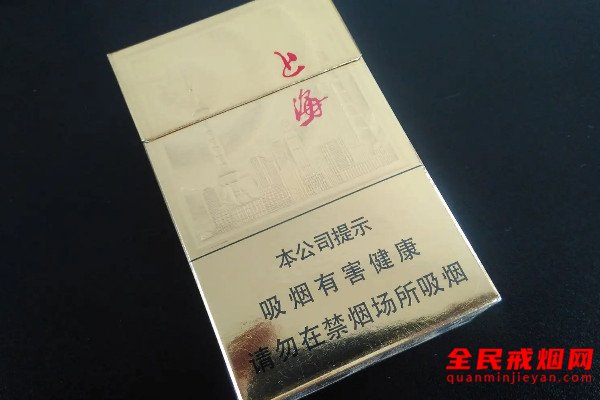 上
海
本公司提示
吸烟有害健康
请勿在禁烟场所吸烟
全民戒烟网
quanminjieyan.com